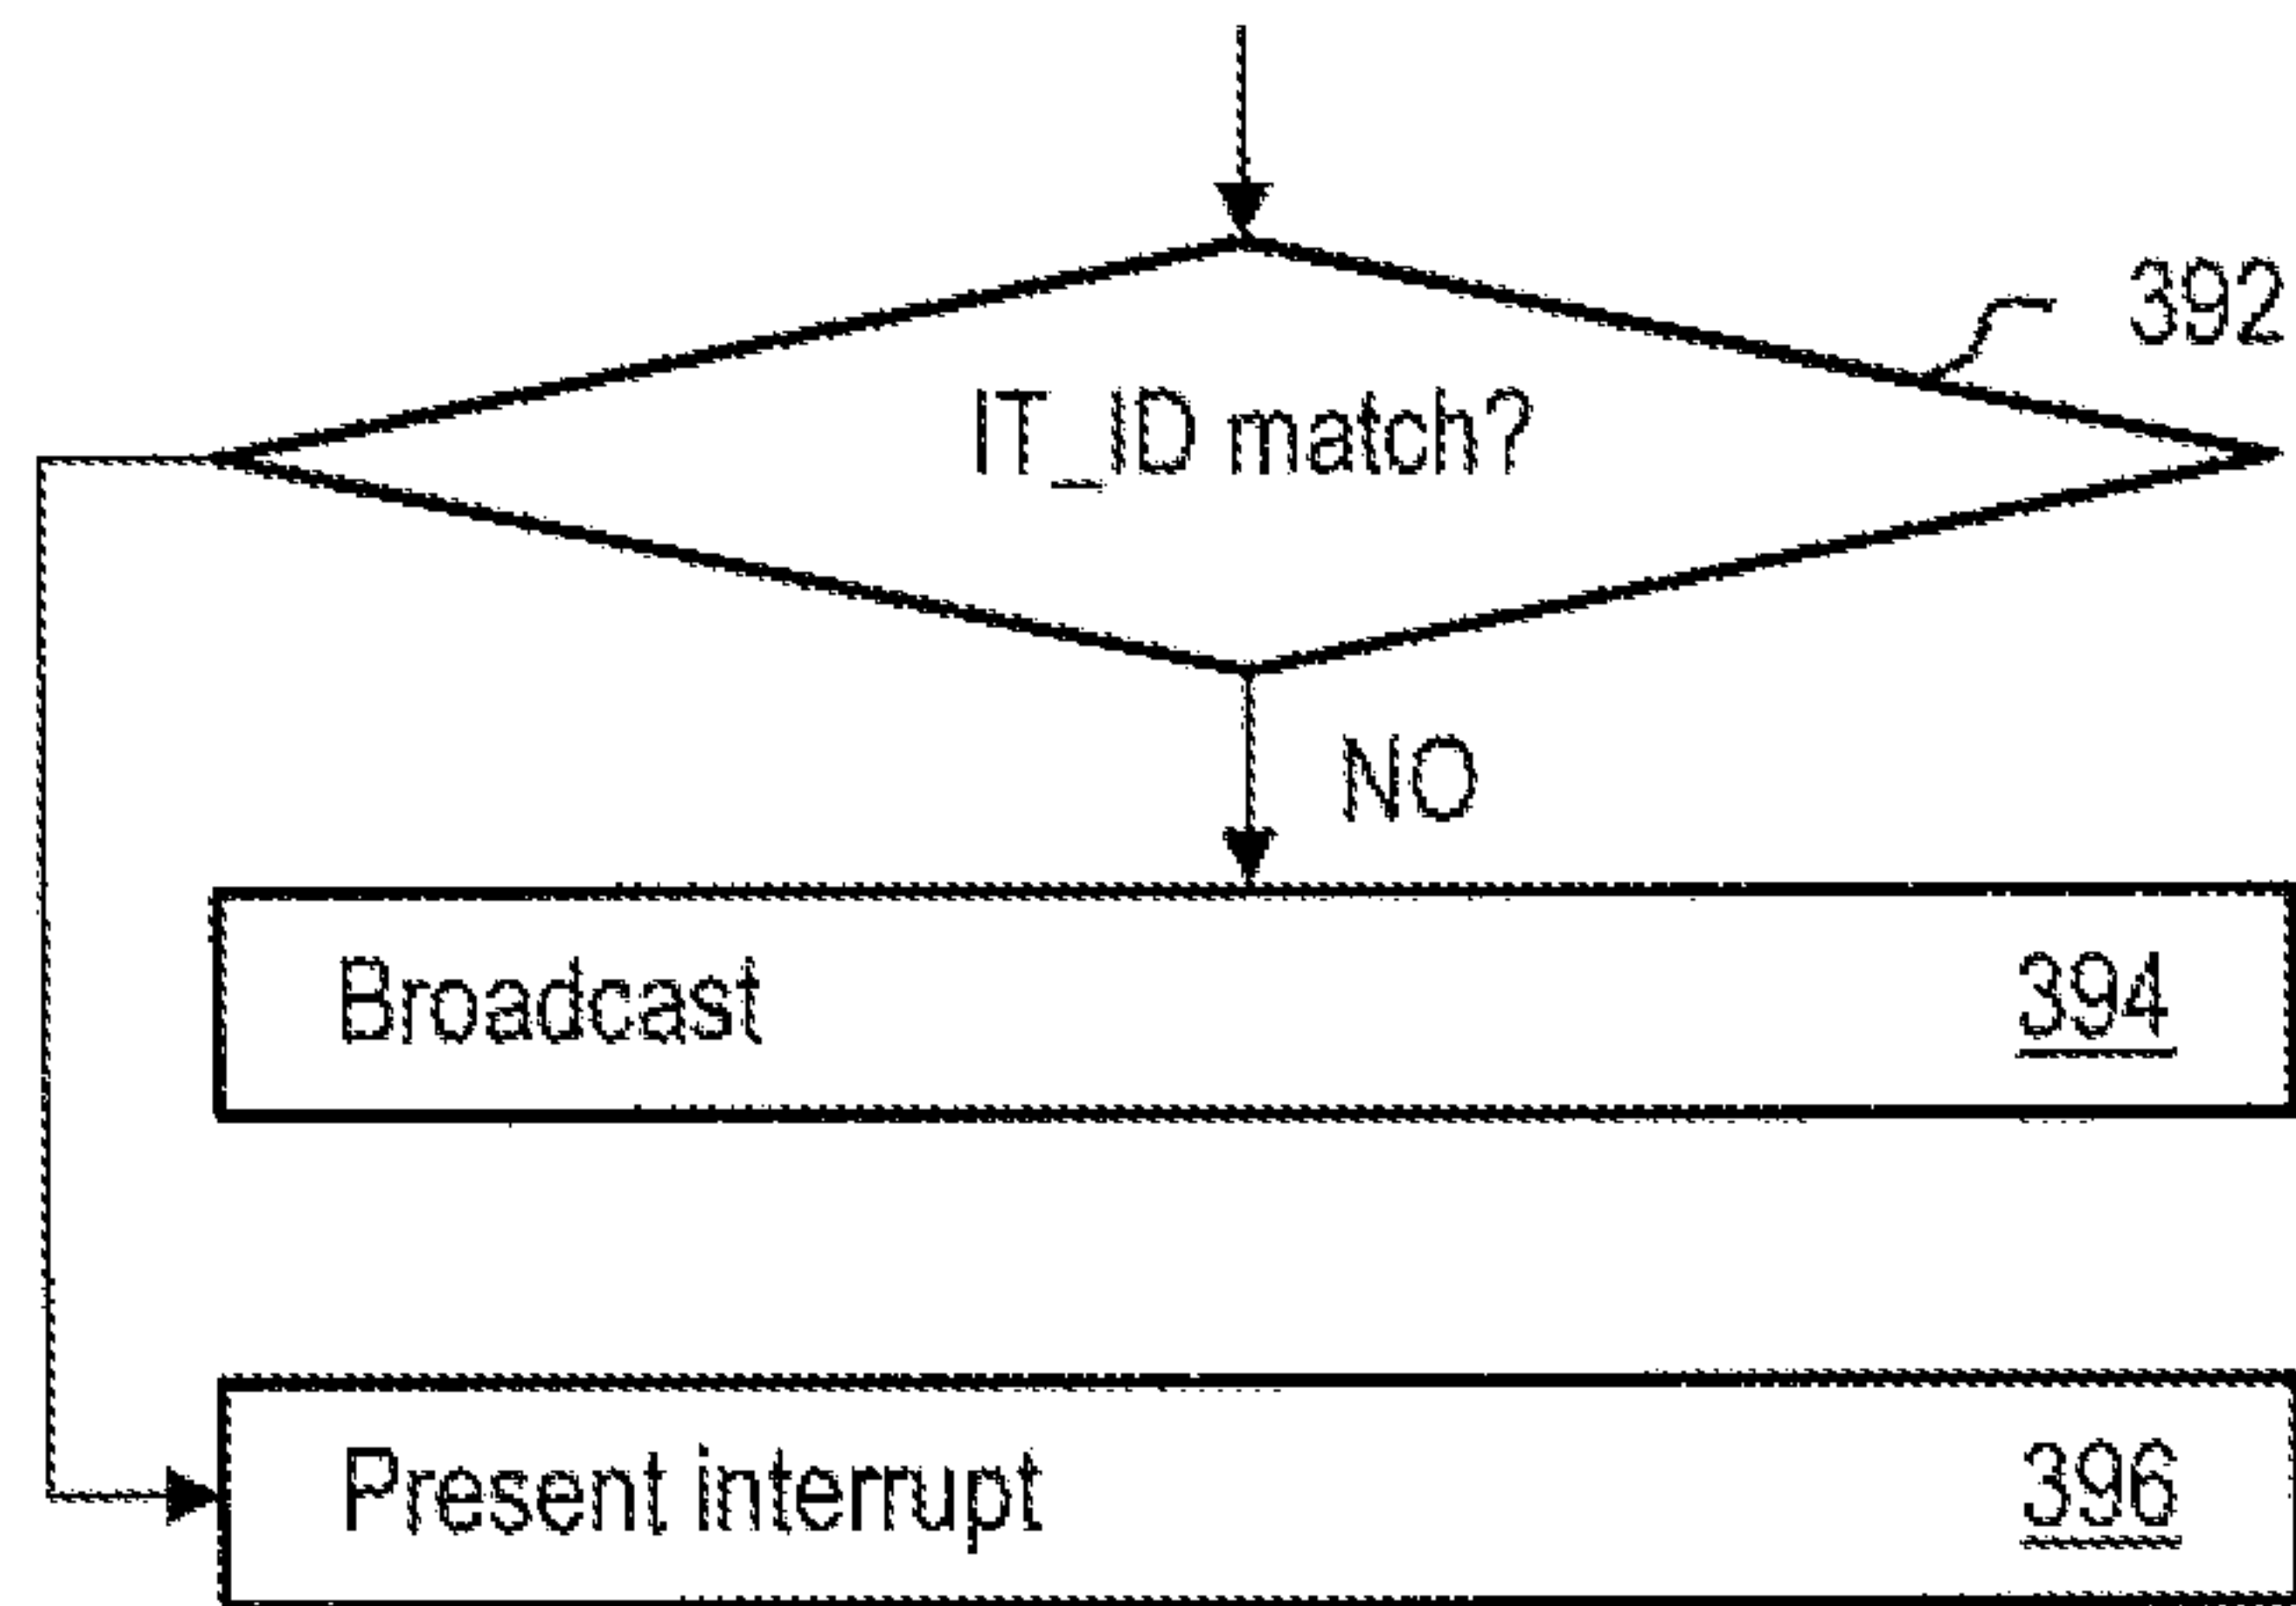 392
IT_ID match?
NO
Broadcast 394
Present interrupt 396